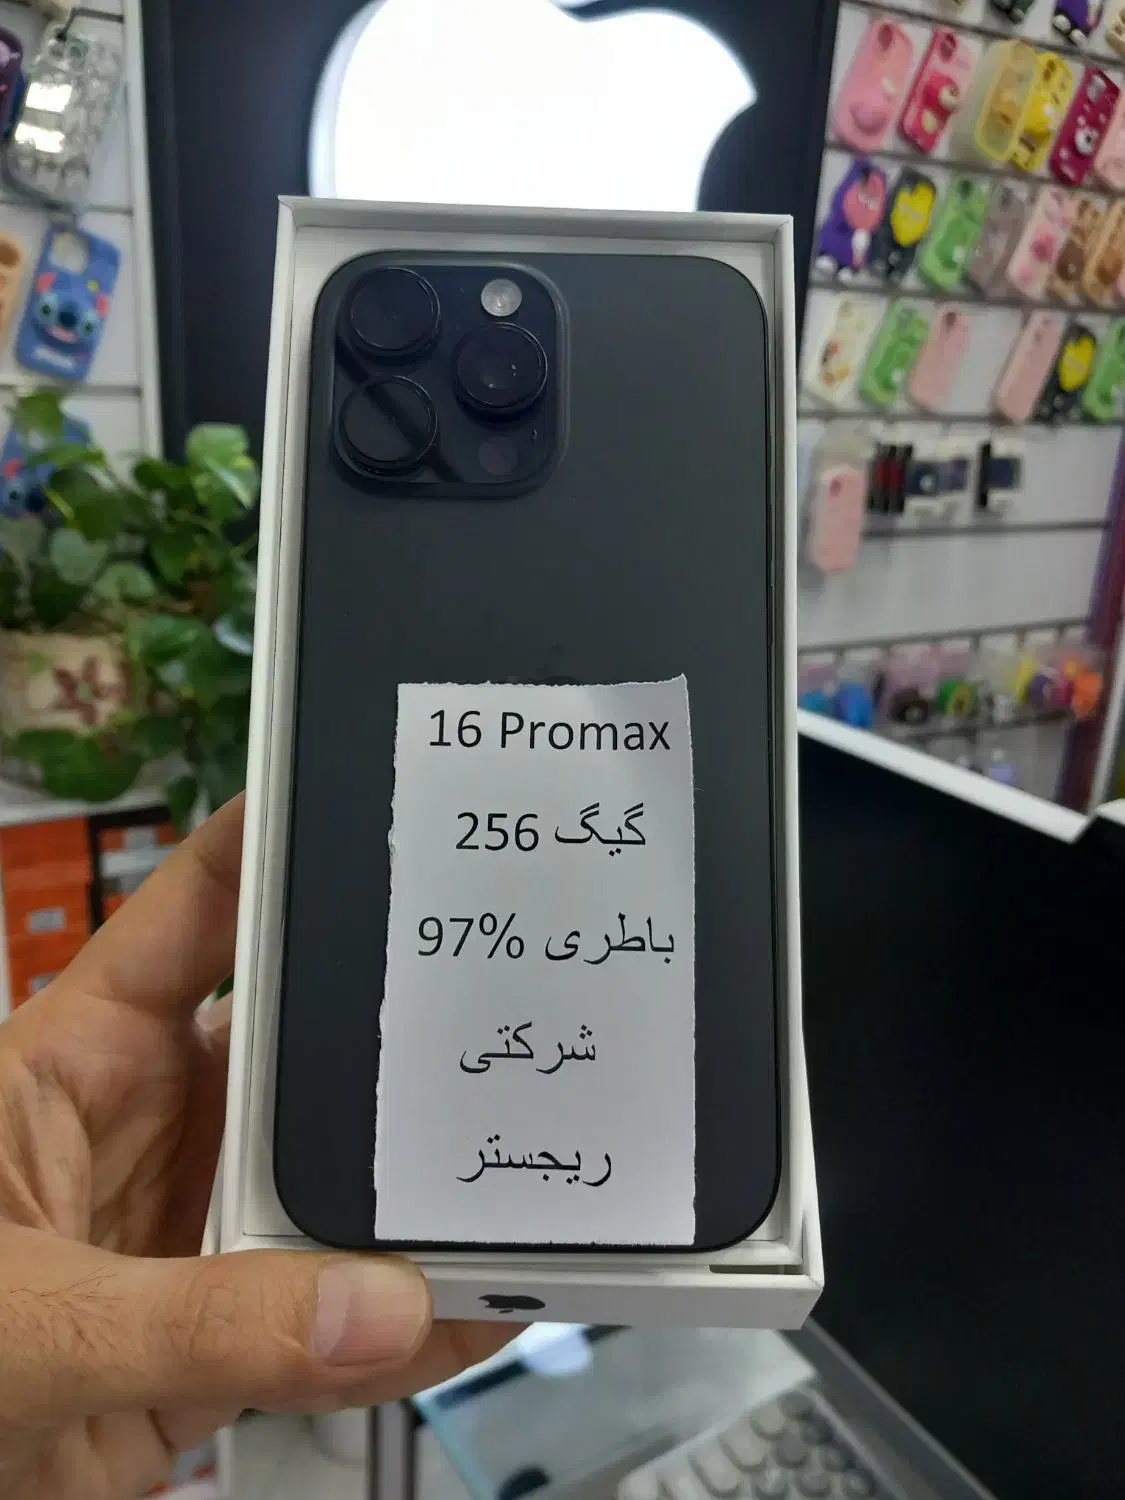 16 Promax
256 گیگ
باطری 97%
شرکتی
ریجستر